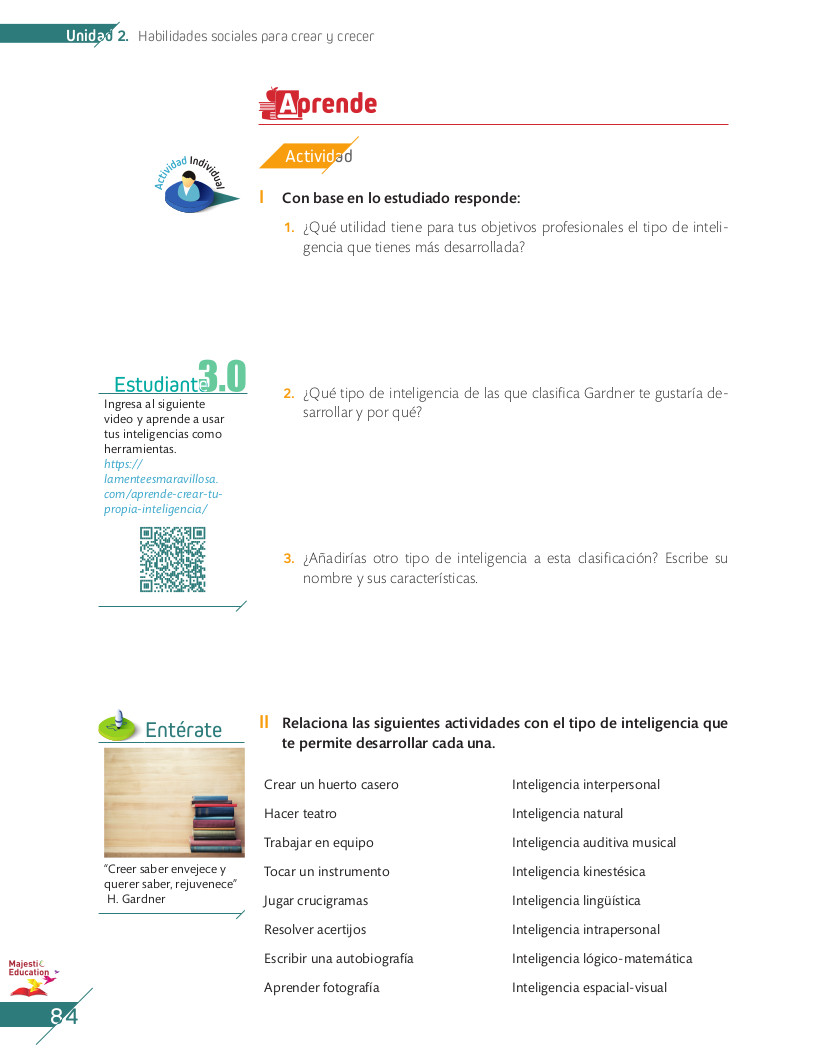 Unidad 2. Habilidades sociales para crear y crecer
Aprende
Actividad
Actividad Individual
I Con base en lo estudiado responde:
1. ¿Qué utilidad tiene para tus objetivos profesionales el tipo de inteli-
gencia que tienes más desarrollada?
Estudiante 3.0
Ingresa al siguiente
video y aprende a usar
tus inteligencias como
herramientas.
https://
lamenteesmaravillosa.
com/aprende-crear-tu-
propia-inteligencia/
2. ¿Qué tipo de inteligencia de las que clasifica Gardner te gustaría de-
sarrollar y por qué?
3. ¿Añadirías otro tipo de inteligencia a esta clasificación? Escribe su
nombre y sus características.
Entérate
"Creer saber envejece y
querer saber, rejuvenece"
H. Gardner
II Relaciona las siguientes actividades con el tipo de inteligencia que
te permite desarrollar cada una.
Crear un huerto casero Inteligencia interpersonal
Hacer teatro Inteligencia natural
Trabajar en equipo Inteligencia auditiva musical
Tocar un instrumento Inteligencia kinestésica
Jugar crucigramas Inteligencia lingüística
Resolver acertijos Inteligencia intrapersonal
Escribir una autobiografía Inteligencia lógico-matemática
Aprender fotografía Inteligencia espacial-visual
Majestic
Education
84